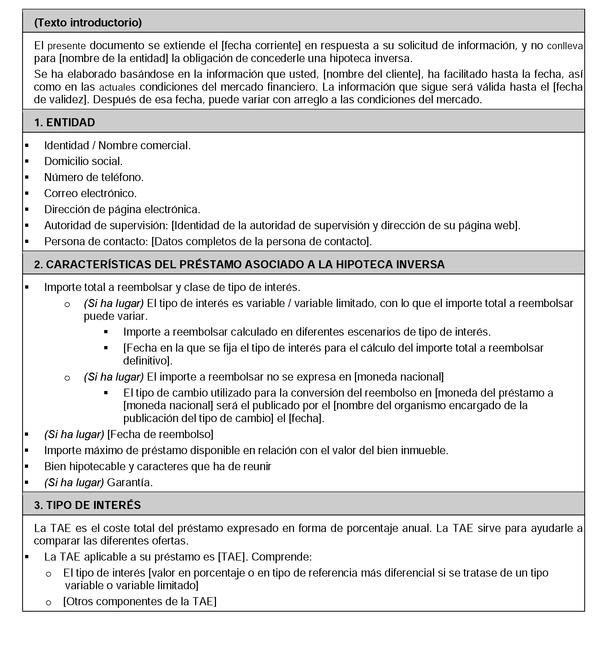 (Texto introductorio)
El presente documento se extiende el [fecha corriente] en respuesta a su solicitud de información, y no conlleva
para [nombre de la entidad] la obligación de concederle una hipoteca inversa.
Se ha elaborado basándose en la información que usted, [nombre del cliente], ha facilitado hasta la fecha, así
como en las actuales condiciones del mercado financiero. La información que sigue será válida hasta el [fecha
de validez]. Después de esa fecha, puede variar con arreglo a las condiciones del mercado.
1. ENTIDAD
▪ Identidad / Nombre comercial.
▪ Domicilio social.
▪ Número de teléfono.
▪ Correo electrónico.
▪ Dirección de página electrónica.
▪ Autoridad de supervisión: [Identidad de la autoridad de supervisión y dirección de su página web].
▪ Persona de contacto: [Datos completos de la persona de contacto].
2. CARACTERÍSTICAS DEL PRÉSTAMO ASOCIADO A LA HIPOTECA INVERSA
▪ Importe total a reembolsar y clase de tipo de interés.
o (Si ha lugar) El tipo de interés es variable / variable limitado, con lo que el importe total a reembolsar
puede variar.
▪ Importe a reembolsar calculado en diferentes escenarios de tipo de interés.
▪ [Fecha en la que se fija el tipo de interés para el cálculo del importe total a reembolsar
definitivo].
o (Si ha lugar) El importe a reembolsar no se expresa en [moneda nacional]
▪ El tipo de cambio utilizado para la conversión del reembolso en [moneda del préstamo a
[moneda nacional] será el publicado por el [nombre del organismo encargado de la
publicación del tipo de cambio] el [fecha].
▪ (Si ha lugar) [Fecha de reembolso]
▪ Importe máximo de préstamo disponible en relación con el valor del bien inmueble.
▪ Bien hipotecable y caracteres que ha de reunir
▪ (Si ha lugar) Garantía.
3. TIPO DE INTERÉS
La TAE es el coste total del préstamo expresado en forma de porcentaje anual. La TAE sirve para ayudarle a
comparar las diferentes ofertas.
▪ La TAE aplicable a su préstamo es [TAE]. Comprende:
o El tipo de interés [valor en porcentaje o en tipo de referencia más diferencial si se tratase de un tipo
variable o variable limitado]
o [Otros componentes de la TAE]